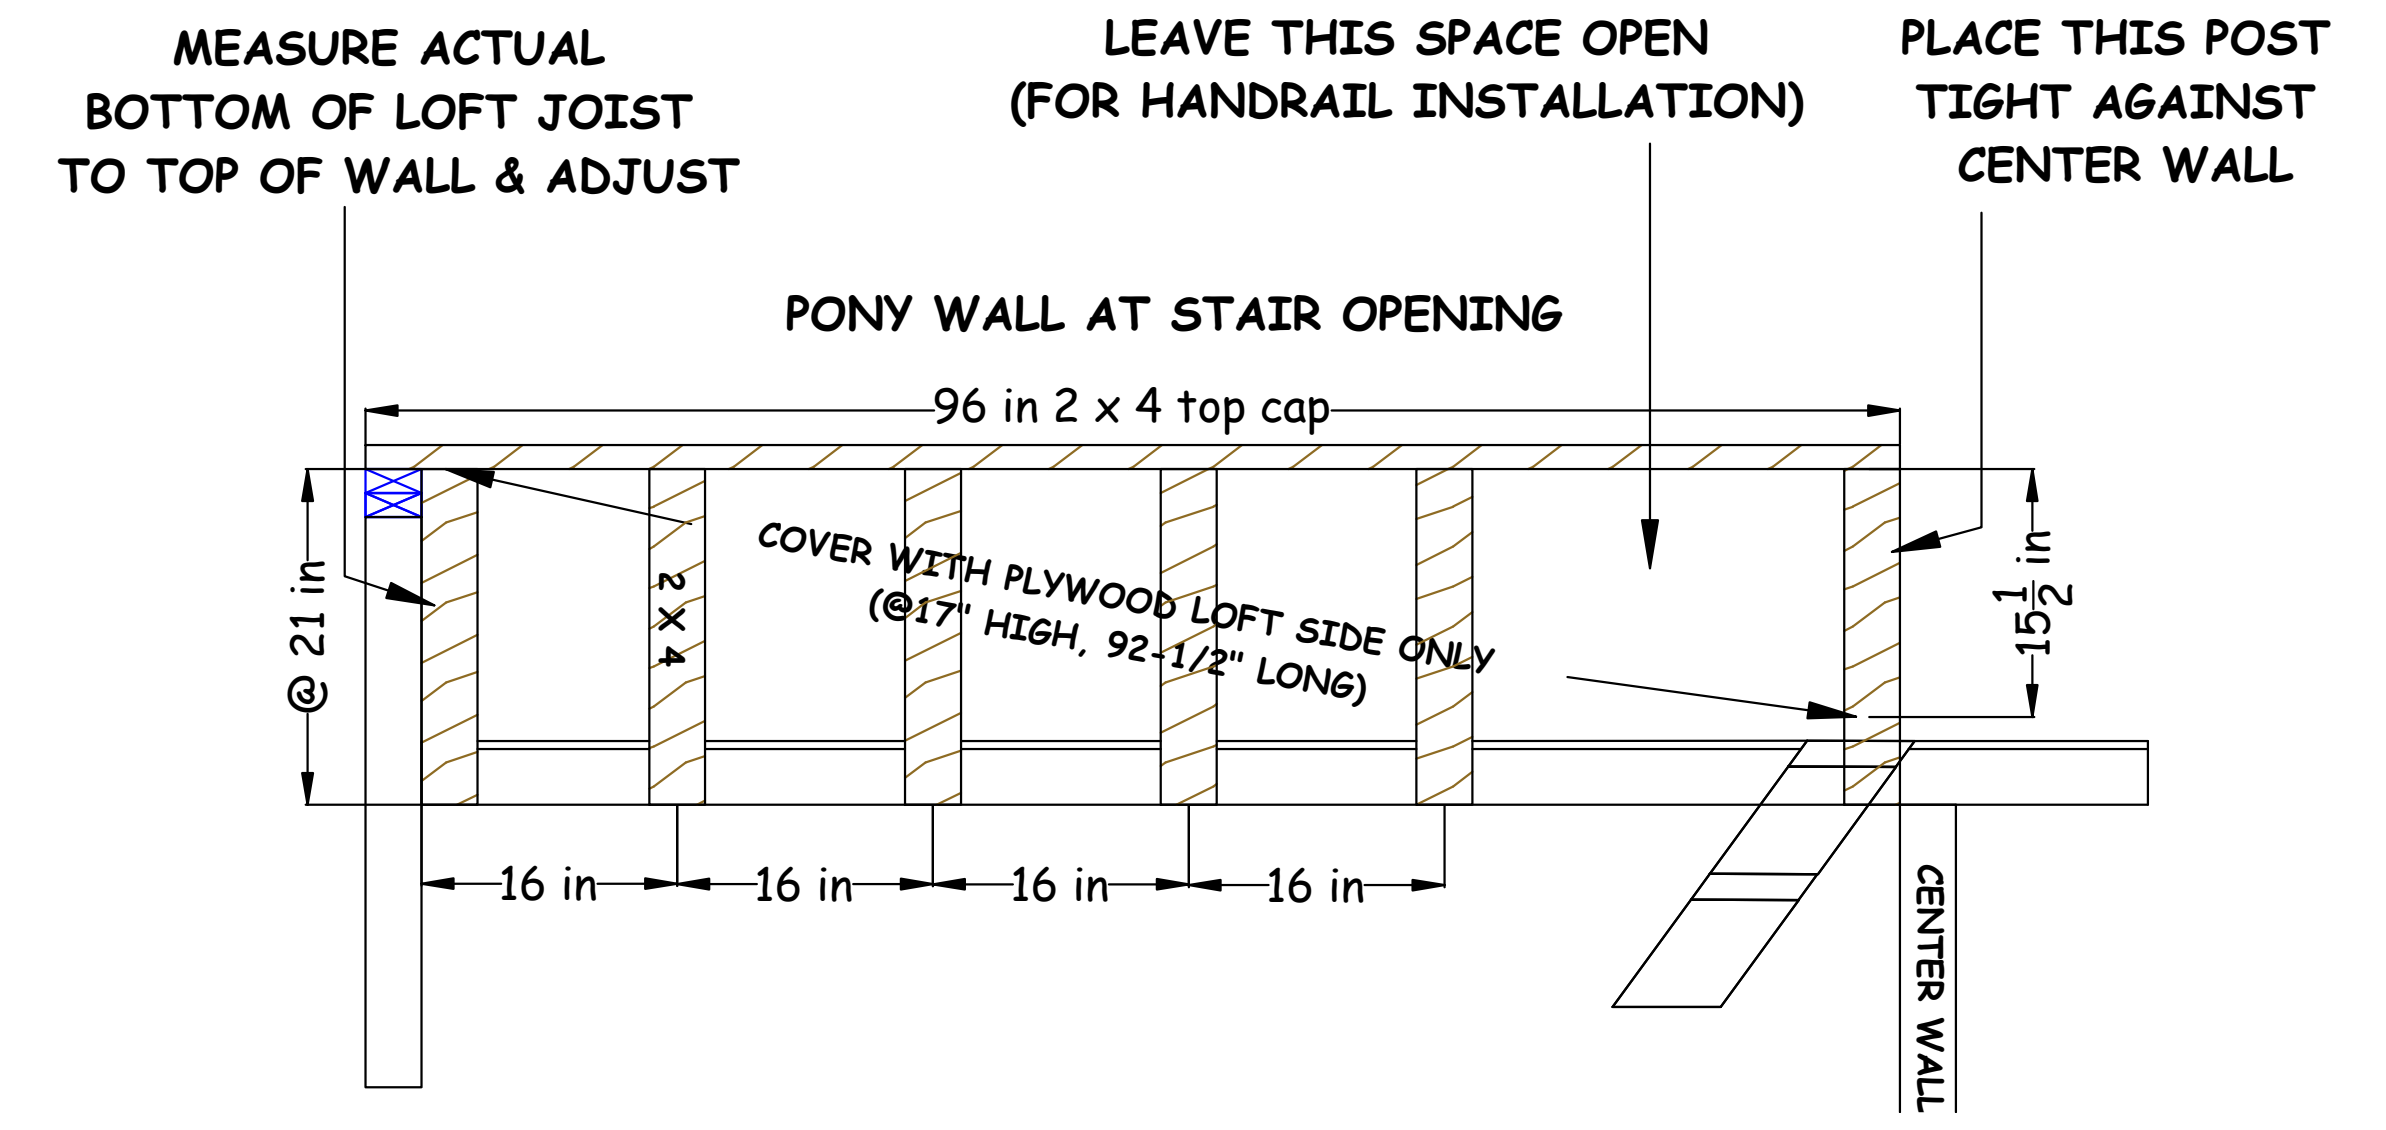 MEASURE ACTUAL
BOTTOM OF LOFT JOIST
TO TOP OF WALL & ADJUST
LEAVE THIS SPACE OPEN
(FOR HANDRAIL INSTALLATION)
PLACE THIS POST
TIGHT AGAINST
CENTER WALL
PONY WALL AT STAIR OPENING
96 in 2 x 4 top cap
@ 21 in
2 X 4
COVER WITH PLYWOOD LOFT SIDE ONLY
(@17" HIGH, 92-1/2" LONG)
15 1/2 in
16 in
16 in
16 in
16 in
CENTER WALL